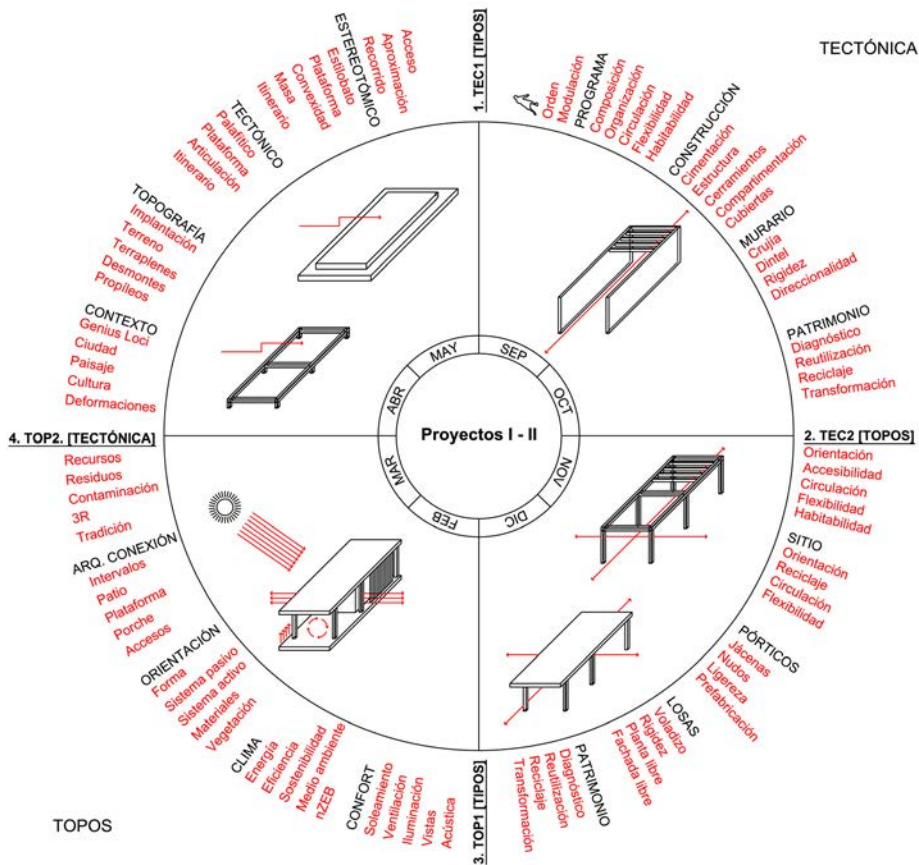 TECTÓNICA
1. TEC1 [TIPOS]
Orden
Modulación
PROGRAMA
Composición
Organización
Circulación
Flexibilidad
Habitabilidad
CONSTRUCCIÓN
Cimentación
Estructura
Cerramientos
Compartimentación
Cubiertas
MURARIO
Crujía
Dintel
Rigidez
Direccionalidad
PATRIMONIO
Diagnóstico
Reutilización
Reciclaje
Transformación
2. TEC2 [TOPOS]
Orientación
Accesibilidad
Circulación
Flexibilidad
Habitabilidad
SITIO
Orientación
Reciclaje
Circulación
Flexibilidad
PÓRTICOS
Jácenas
Nudos
Ligereza
Prefabricación
LOSAS
Voladizo
Rigidez
Planta libre
Fachada libre
PATRIMONIO
Diagnóstico
Reutilización
Reciclaje
Transformación
3. TOP1 [TIPOS]
CONFORT
Soleamiento
Ventilación
Iluminación
Vistas
Acústica
CLIMA
Energía
Eficiencia
Sostenibilidad
Medio ambiente
nZEB
ORIENTACIÓN
Forma
Sistema pasivo
Sistema activo
Materiales
Vegetación
ARQ. CONEXIÓN
Intervalos
Patio
Plataforma
Porche
Accesos
Recursos
Residuos
Contaminación
3R
Tradición
4. TOP2. [TECTÓNICA]
CONTEXTO
Genius Loci
Ciudad
Paisaje
Cultura
Deformaciones
TOPOGRAFÍA
Implantación
Terreno
Terraplenes
Desmontes
Propíleos
TECTÓNICO
Palafítico
Plataforma
Articulación
Itinerario
ESTEREOTÓMICO
Estilobato
Plataforma
Convexidad
Masa
Itinerario
Acceso
Aproximación
Recorrido
SEP
OCT
NOV
DIC
FEB
MAR
ABR
MAY
Proyectos I - II
TOPOS